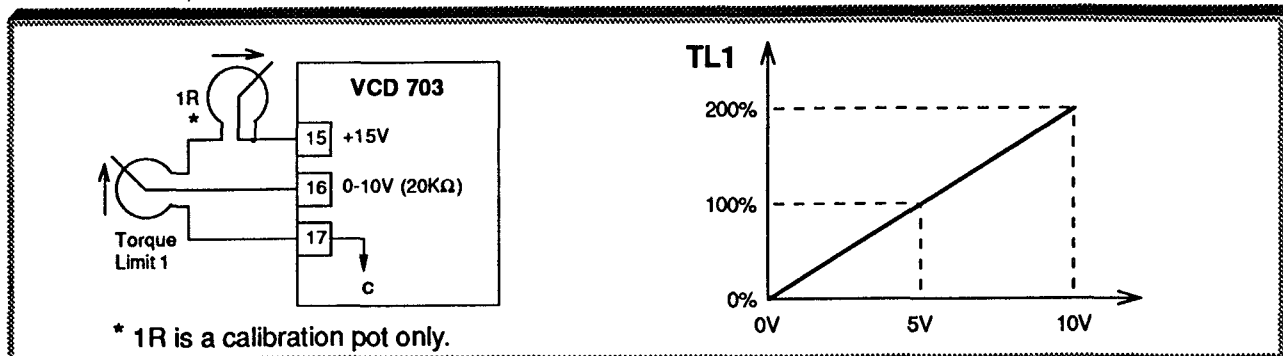 VCD 703
1R
*
15 +15V
16 0-10V (20KΩ)
17
Torque
Limit 1
C
* 1R is a calibration pot only.
TL1
200%
100%
0%
0V 5V 10V